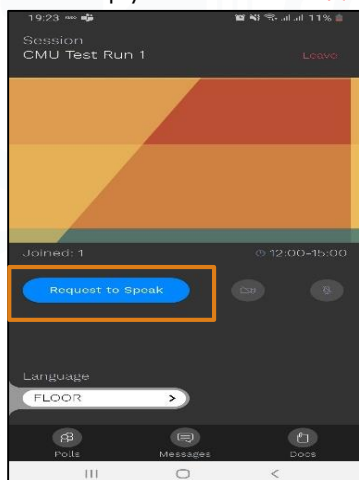 19:23 11%
Session
CMU Test Run 1 Leave
Joined: 1 12:00-15:00
Request to Speak
Language
FLOOR >
Polls Messages Docs